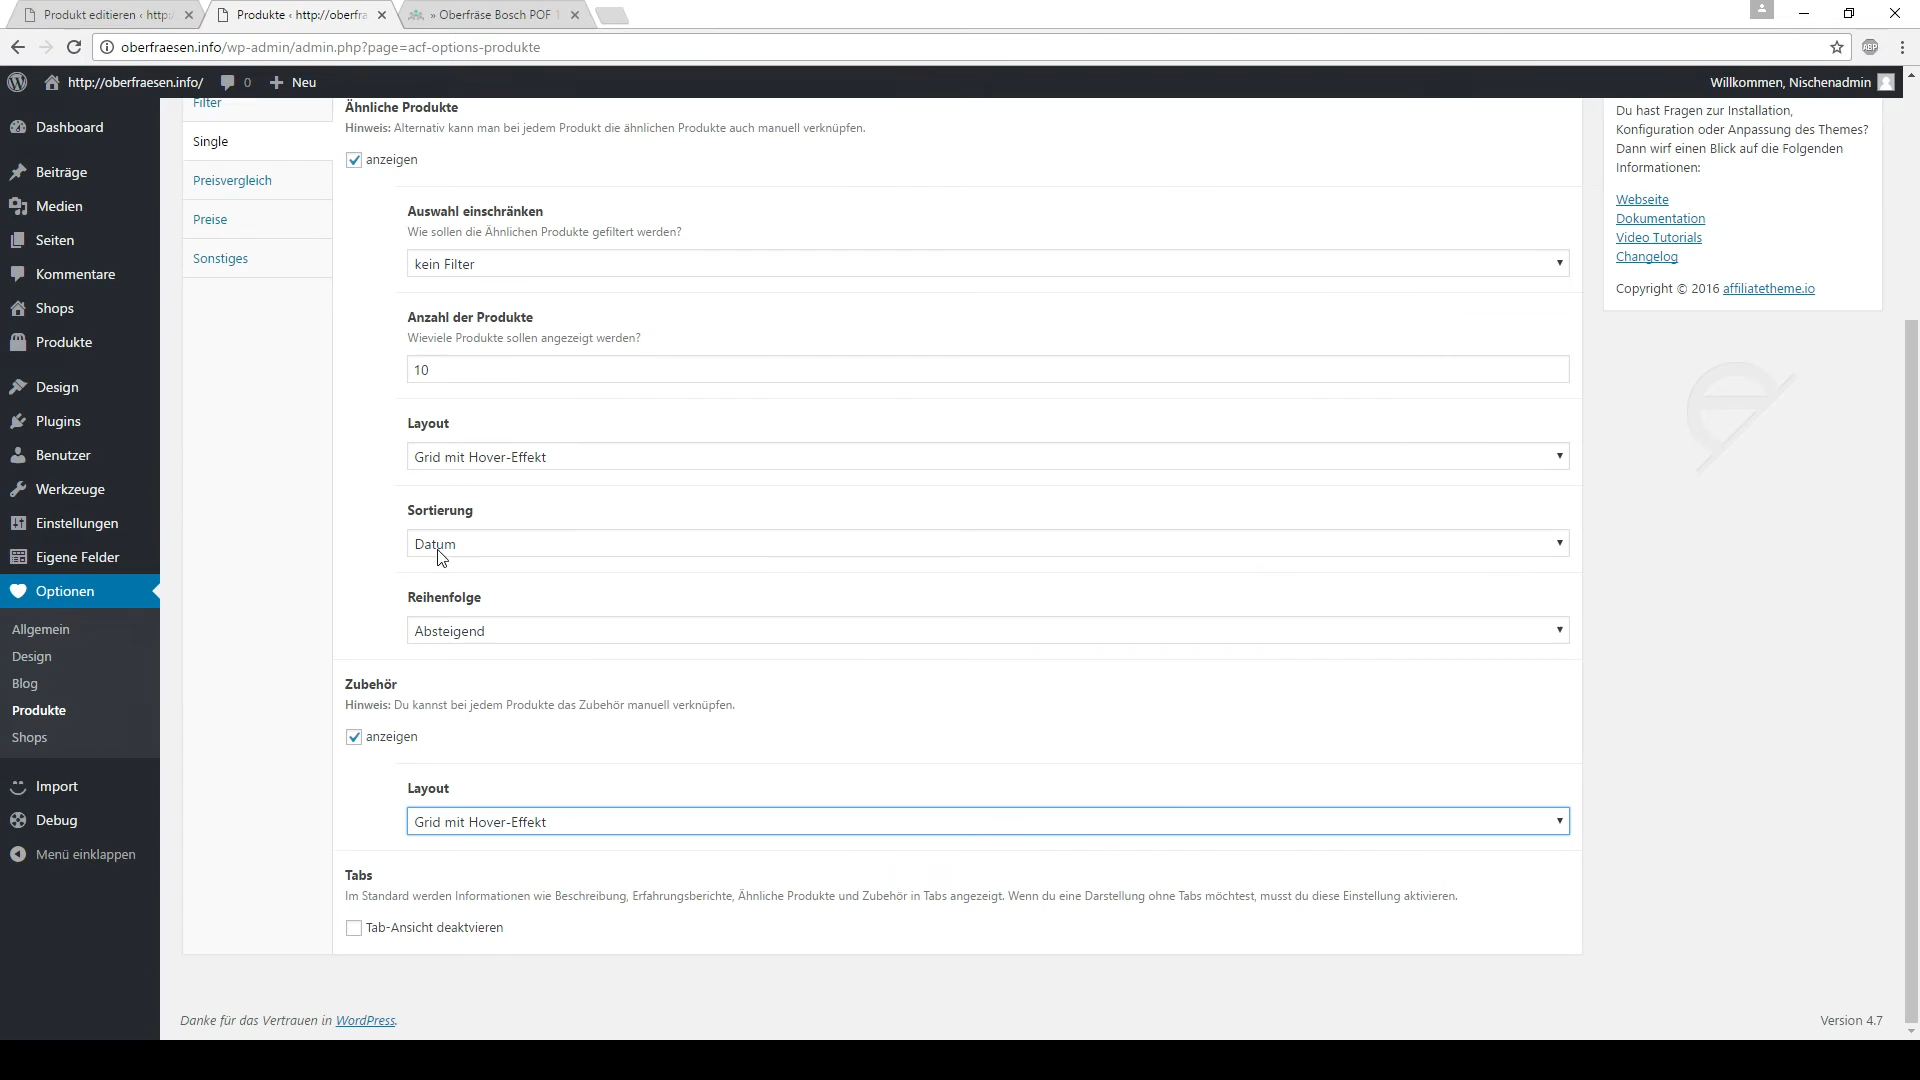 Produkt editieren ‹ http:
Produkte ‹ http://oberfra
» Oberfräse Bosch POF 1
oberfraesen.info/wp-admin/admin.php?page=acf-options-produkte
ABP
http://oberfraesen.info/
0
Neu
Willkommen, Nischenadmin
Dashboard
Beiträge
Medien
Seiten
Kommentare
Shops
Produkte
Design
Plugins
Benutzer
Werkzeuge
Einstellungen
Eigene Felder
Optionen
Allgemein
Design
Blog
Produkte
Shops
Import
Debug
Menü einklappen
Filter
Single
Preisvergleich
Preise
Sonstiges
Ähnliche Produkte
Hinweis: Alternativ kann man bei jedem Produkt die ähnlichen Produkte auch manuell verknüpfen.
anzeigen
Auswahl einschränken
Wie sollen die Ähnlichen Produkte gefiltert werden?
kein Filter
Anzahl der Produkte
Wieviele Produkte sollen angezeigt werden?
10
Layout
Grid mit Hover-Effekt
Sortierung
Datum
Reihenfolge
Absteigend
Zubehör
Hinweis: Du kannst bei jedem Produkte das Zubehör manuell verknüpfen.
anzeigen
Layout
Grid mit Hover-Effekt
Tabs
Im Standard werden Informationen wie Beschreibung, Erfahrungsberichte, Ähnliche Produkte und Zubehör in Tabs angezeigt. Wenn du eine Darstellung ohne Tabs möchtest, musst du diese Einstellung aktivieren.
Tab-Ansicht deaktvieren
Du hast Fragen zur Installation,
Konfiguration oder Anpassung des Themes?
Dann wirf einen Blick auf die Folgenden
Informationen:
Webseite
Dokumentation
Video Tutorials
Changelog
Copyright © 2016 affiliatetheme.io
Danke für das Vertrauen in WordPress.
Version 4.7